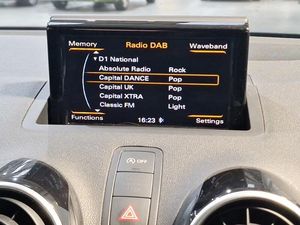 Memory Radio DAB Waveband
▼ D1 National
Absolute Radio Rock
Capital DANCE Pop
Capital UK Pop
Capital XTRA Pop
Classic FM Light
Functions 16:23 Settings
OFF